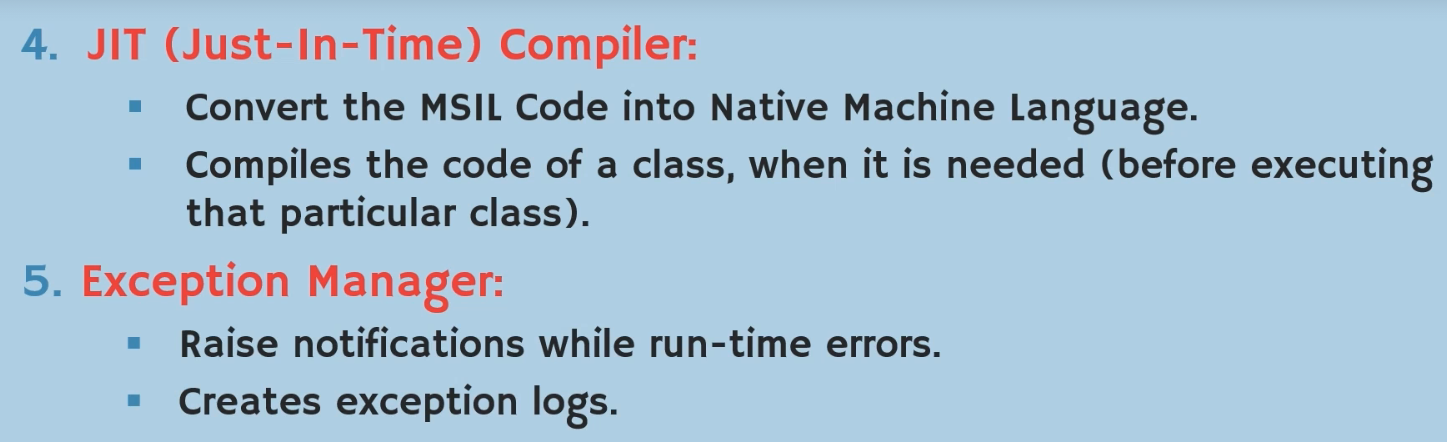 4. JIT (Just-In-Time) Compiler:
▪ Convert the MSIL Code into Native Machine Language.
▪ Compiles the code of a class, when it is needed (before executing
that particular class).
5. Exception Manager:
▪ Raise notifications while run-time errors.
▪ Creates exception logs.